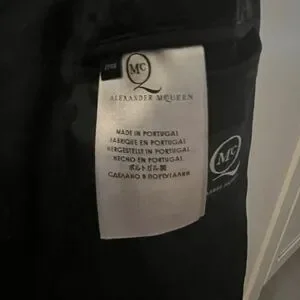 McQ
ALEXANDER McQUEEN
MADE IN PORTUGAL
FABRIQUE EN PORTUGAL
HERGESTELLT IN PORTUGAL
HECHO EN PORTUGAL
ポルトガル製
СДЕЛАНО В ПОРТУГАЛИИ
McQ